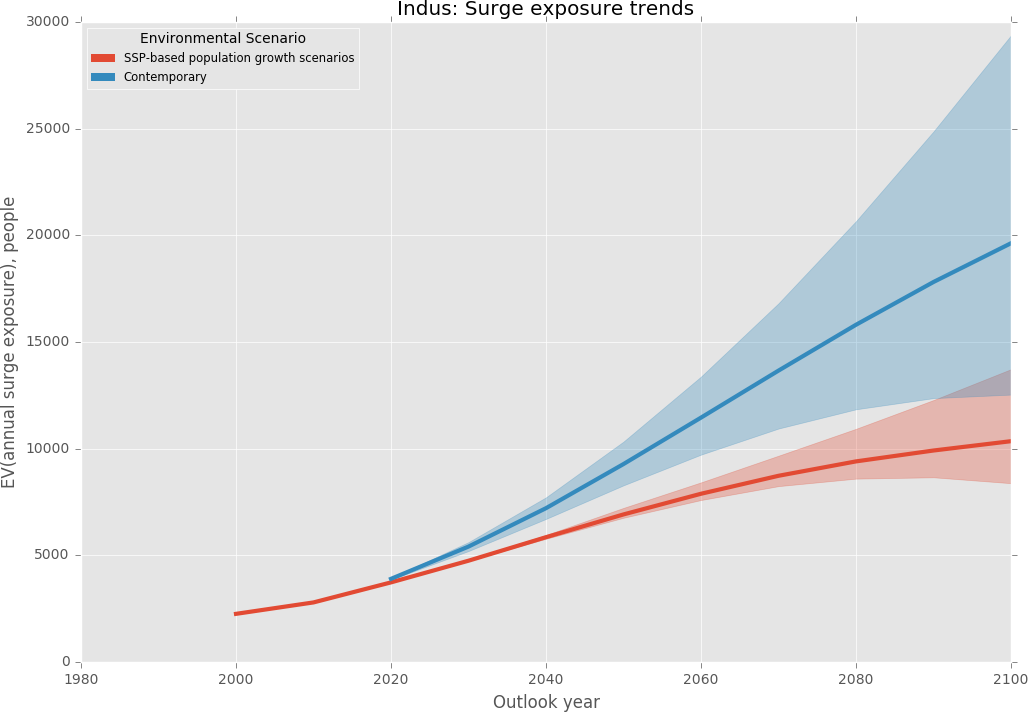 Indus: Surge exposure trends
30000
25000
20000
15000
10000
5000
0
EV(annual surge exposure), people
Environmental Scenario
SSP-based population growth scenarios
Contemporary
1980 2000 2020 2040 2060 2080 2100
Outlook year